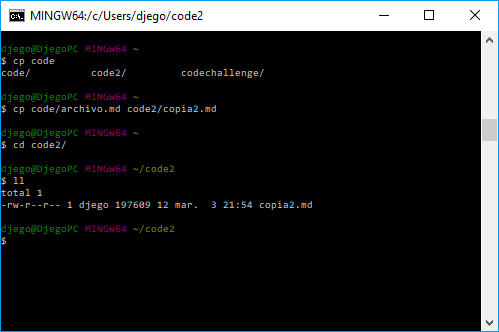 MINGW64:/c/Users/djego/code2
djego@DjegoPC MINGW64 ~
$ cp code
code/          code2/         codechallenge/
djego@DjegoPC MINGW64 ~
$ cp code/archivo.md code2/copia2.md
djego@DjegoPC MINGW64 ~
$ cd code2/
djego@DjegoPC MINGW64 ~/code2
$ ll
total 1
-rw-r--r-- 1 djego 197609 12 mar.  3 21:54 copia2.md
djego@DjegoPC MINGW64 ~/code2
$